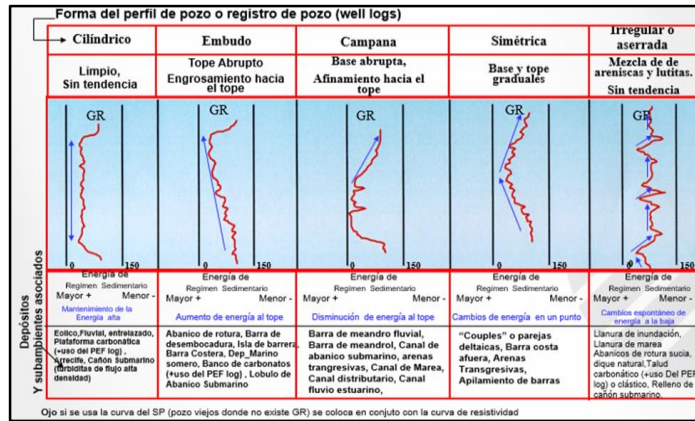 Forma del perfil de pozo o registro de pozo (well logs)
Cilíndrico
Embudo
Campana
Simétrica
Irregular o
aserrada
Limpio,
Sin tendencia
Tope Abrupto
Engrosamiento hacia
el tope
Base abrupta,
Afinamiento hacia el
tope
Base y tope
graduales
Mezcla de de
areniscas y lutitas.
Sin tendencia
GR
GR
GR
GR
GR
0 150
0 150
0 150
0 150
0 150
Energía de
Regimen Sedimentario
Mayor + Menor -
Energía de
Regimen Sedimentario
Mayor + Menor -
Energía de
Regimen Sedimentario
Mayor + Menor -
Energía de
Regimen Sedimentario
Mayor + Menor -
Energía de
Regimen Sedimentario
Mayor + Menor -
Mantenimiento de la
Energía alta
Aumento de energía al tope
Disminución de energía al tope
Cambios de energía en un punto
Cambios espontáneo de
energía a la baja
Depósitos
Y subambientes asociados
Eolico,Fluvial, entrelazado,
Plataforma carbonática
(+uso del PEF log) .
Arrecife, Cañón Submarino
(turbiditas de flujo alta
densidad)
Abanico de rotura, Barra de
desembocadura, Isla de barrera,
Barra Costera, Dep_Marino
somero, Banco de carbonatos
(+uso del PEF log) , Lobulo de
Abanico Submarino
Barra de meandro fluvial,
Barra de meandrol, Canal de
abanico submarino, arenas
trangresivas, Canal de Marea,
Canal distributario, Canal
fluvio estuarino,
"Couples" o parejas
deltaicas, Barra costa
afuera, Arenas
Transgresivas,
Apilamiento de barras
Llanura de inundación,
Llanura de marea
Abanicos de rotura sucia,
dique natural,Talud
carbonático (+uso Del PEF
log) o clástico, Relleno de
cañón submarino.
Ojo si se usa la curva del SP (pozo viejos donde no existe GR) se coloca en conjuto con la curva de resistividad